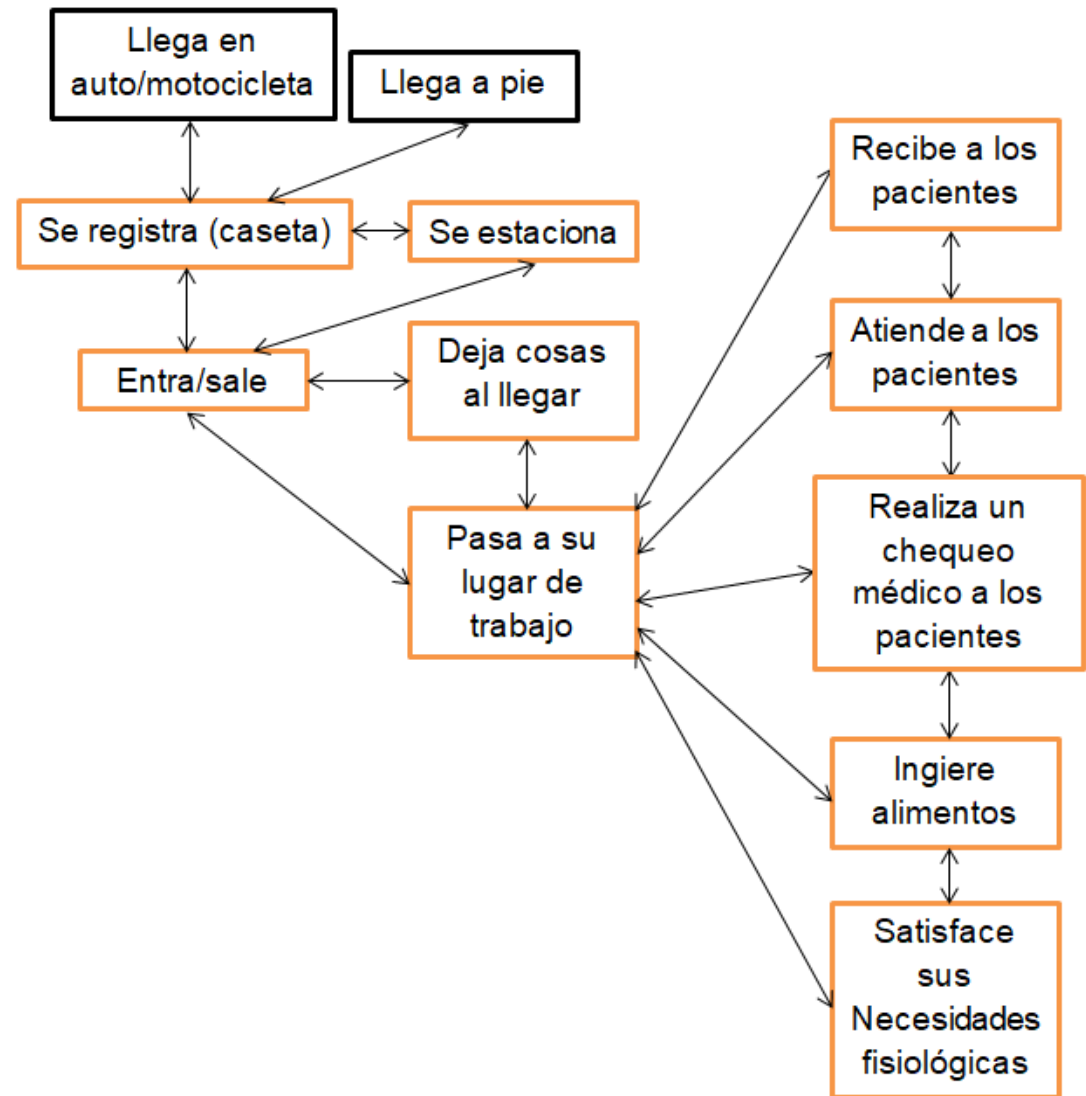 Llega en
auto/motocicleta
Llega a pie
Se registra (caseta)
Se estaciona
Entra/sale
Deja cosas
al llegar
Pasa a su
lugar de
trabajo
Recibe a los
pacientes
Atiende a los
pacientes
Realiza un
chequeo
médico a los
pacientes
Ingiere
alimentos
Satisface
sus
Necesidades
fisiológicas